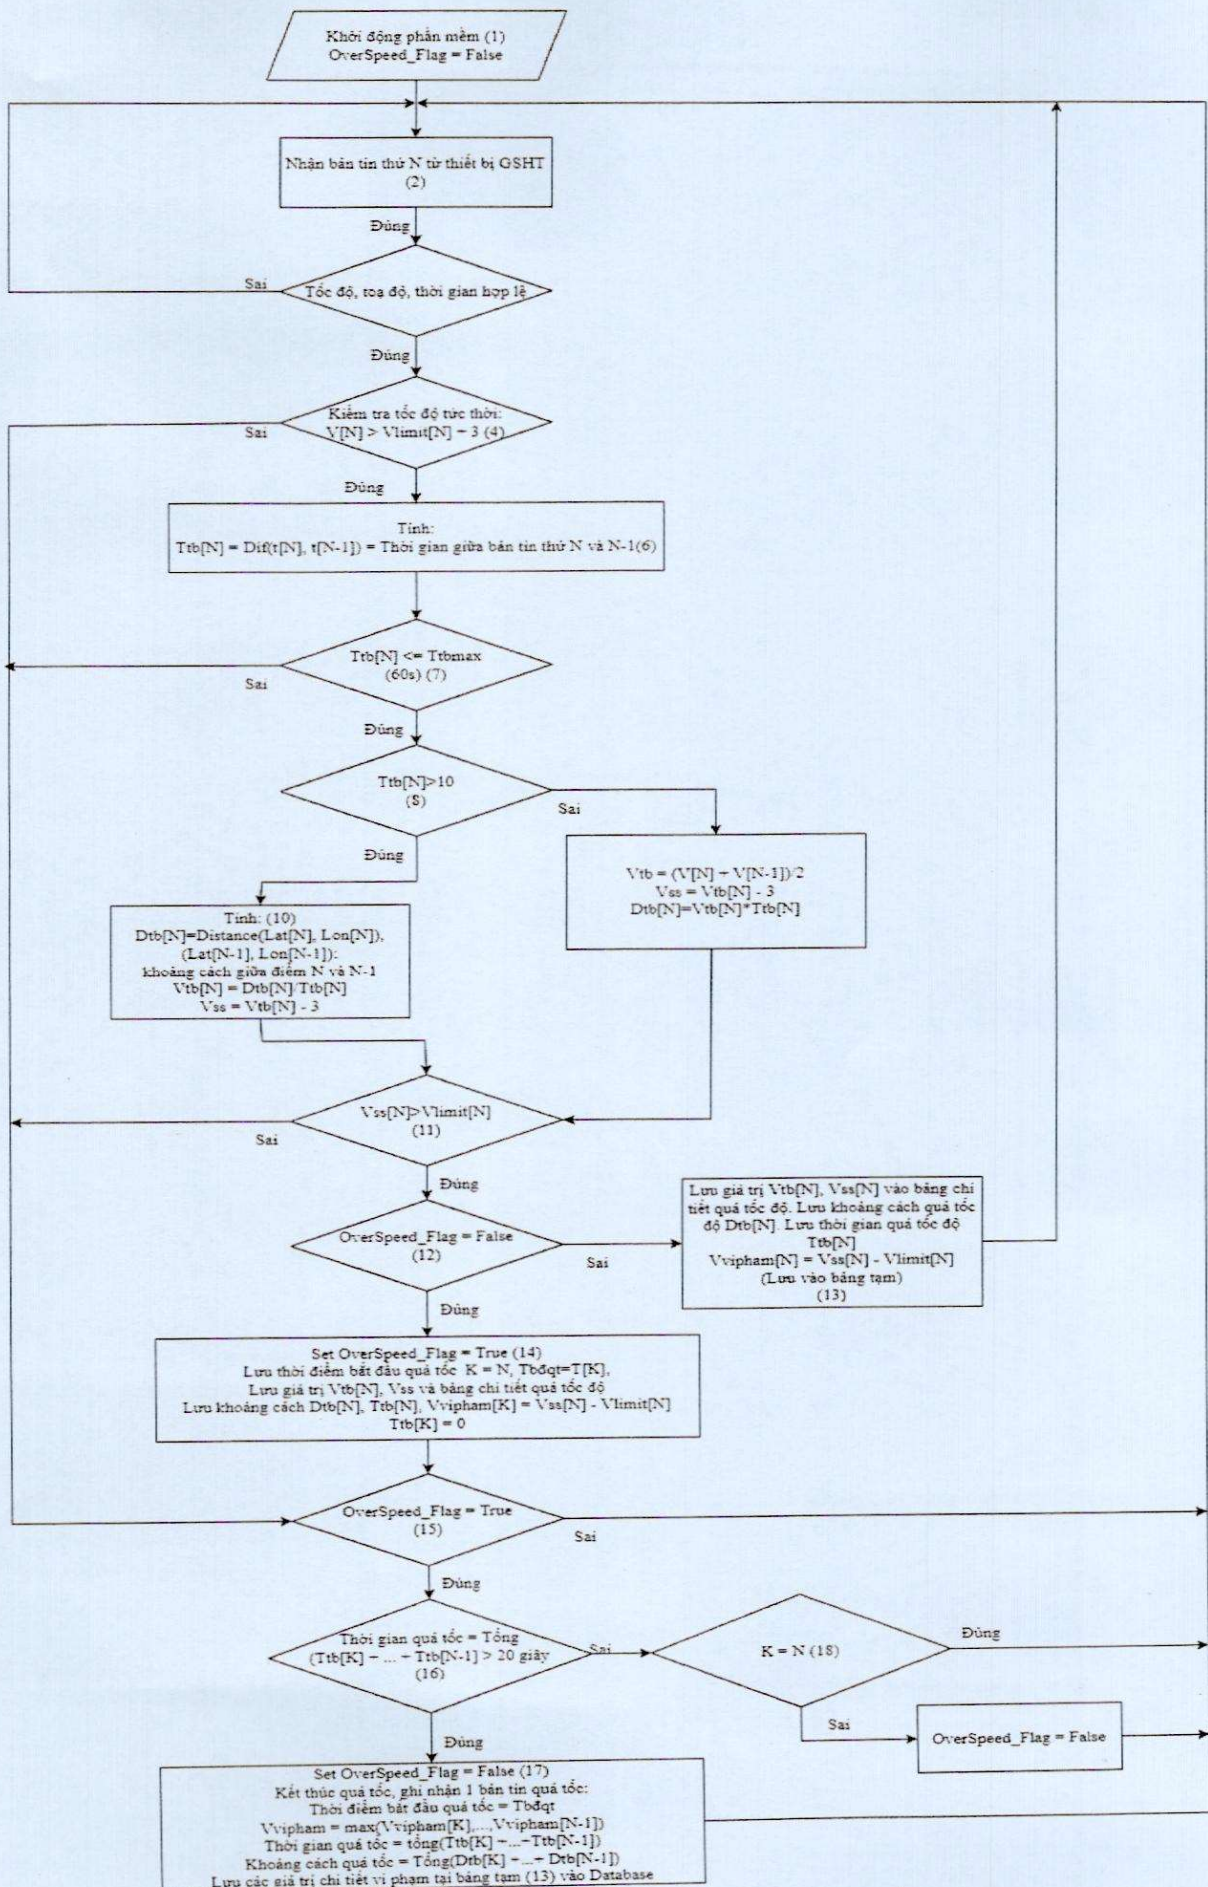 Khởi động phần mềm (1)
OverSpeed_Flag = False
Nhận bản tin thứ N từ thiết bị GSHT
(2)
Đúng
Sai
Tốc độ, toạ độ, thời gian hợp lệ
Đúng
Kiểm tra tốc độ tức thời:
V[N] > Vlimit[N] + 3 (4)
Sai
Đúng
Tính:
Ttb[N] = Dif(t[N], t[N-1]) = Thời gian giữa bản tin thứ N và N-1(6)
Ttb[N] <= Ttbmax
(60s) (7)
Sai
Đúng
Ttb[N]>10
(8)
Sai
Đúng
Vtb = (V[N] + V[N-1])/2
Vss = Vtb[N] - 3
Dtb[N]=Vtb[N]*Ttb[N]
Tính: (10)
Dtb[N]=Distance(Lat[N], Lon[N]),
(Lat[N-1], Lon[N-1]):
khoảng cách giữa điểm N và N-1
Vtb[N] = Dtb[N]/Ttb[N]
Vss = Vtb[N] - 3
Vss[N]>Vlimit[N]
(11)
Sai
Đúng
OverSpeed_Flag = False
(12)
Sai
Lưu giá trị Vtb[N], Vss[N] vào bảng chi
tiết quá tốc độ. Lưu khoảng cách quá tốc
độ Dtb[N]. Lưu thời gian quá tốc độ
Ttb[N]
Vvipham[N] = Vss[N] - Vlimit[N]
(Lưu vào bảng tạm)
(13)
Đúng
Set OverSpeed_Flag = True (14)
Lưu thời điểm bắt đầu quá tốc K = N, Tbđqt=T[K],
Lưu giá trị Vtb[N], Vss và bảng chi tiết quá tốc độ
Lưu khoảng cách Dtb[N], Ttb[N], Vvipham[K] = Vss[N] - Vlimit[N]
Ttb[K] = 0
OverSpeed_Flag = True
(15)
Sai
Đúng
Thời gian quá tốc = Tổng
(Ttb[K] + ... + Ttb[N-1] > 20 giây
(16)
Sai
K = N (18)
Đúng
Sai
OverSpeed_Flag = False
Đúng
Set OverSpeed_Flag = False (17)
Kết thúc quá tốc, ghi nhận 1 bản tin quá tốc:
Thời điểm bắt đầu quá tốc = Tbđqt
Vvipham = max(Vvipham[K],...,Vvipham[N-1])
Thời gian quá tốc = tổng(Ttb[K] +...+Ttb[N-1])
Khoảng cách quá tốc = Tổng(Dtb[K] +...+ Dtb[N-1])
Lưu các giá trị chi tiết vi phạm tại bảng tạm (13) vào Database